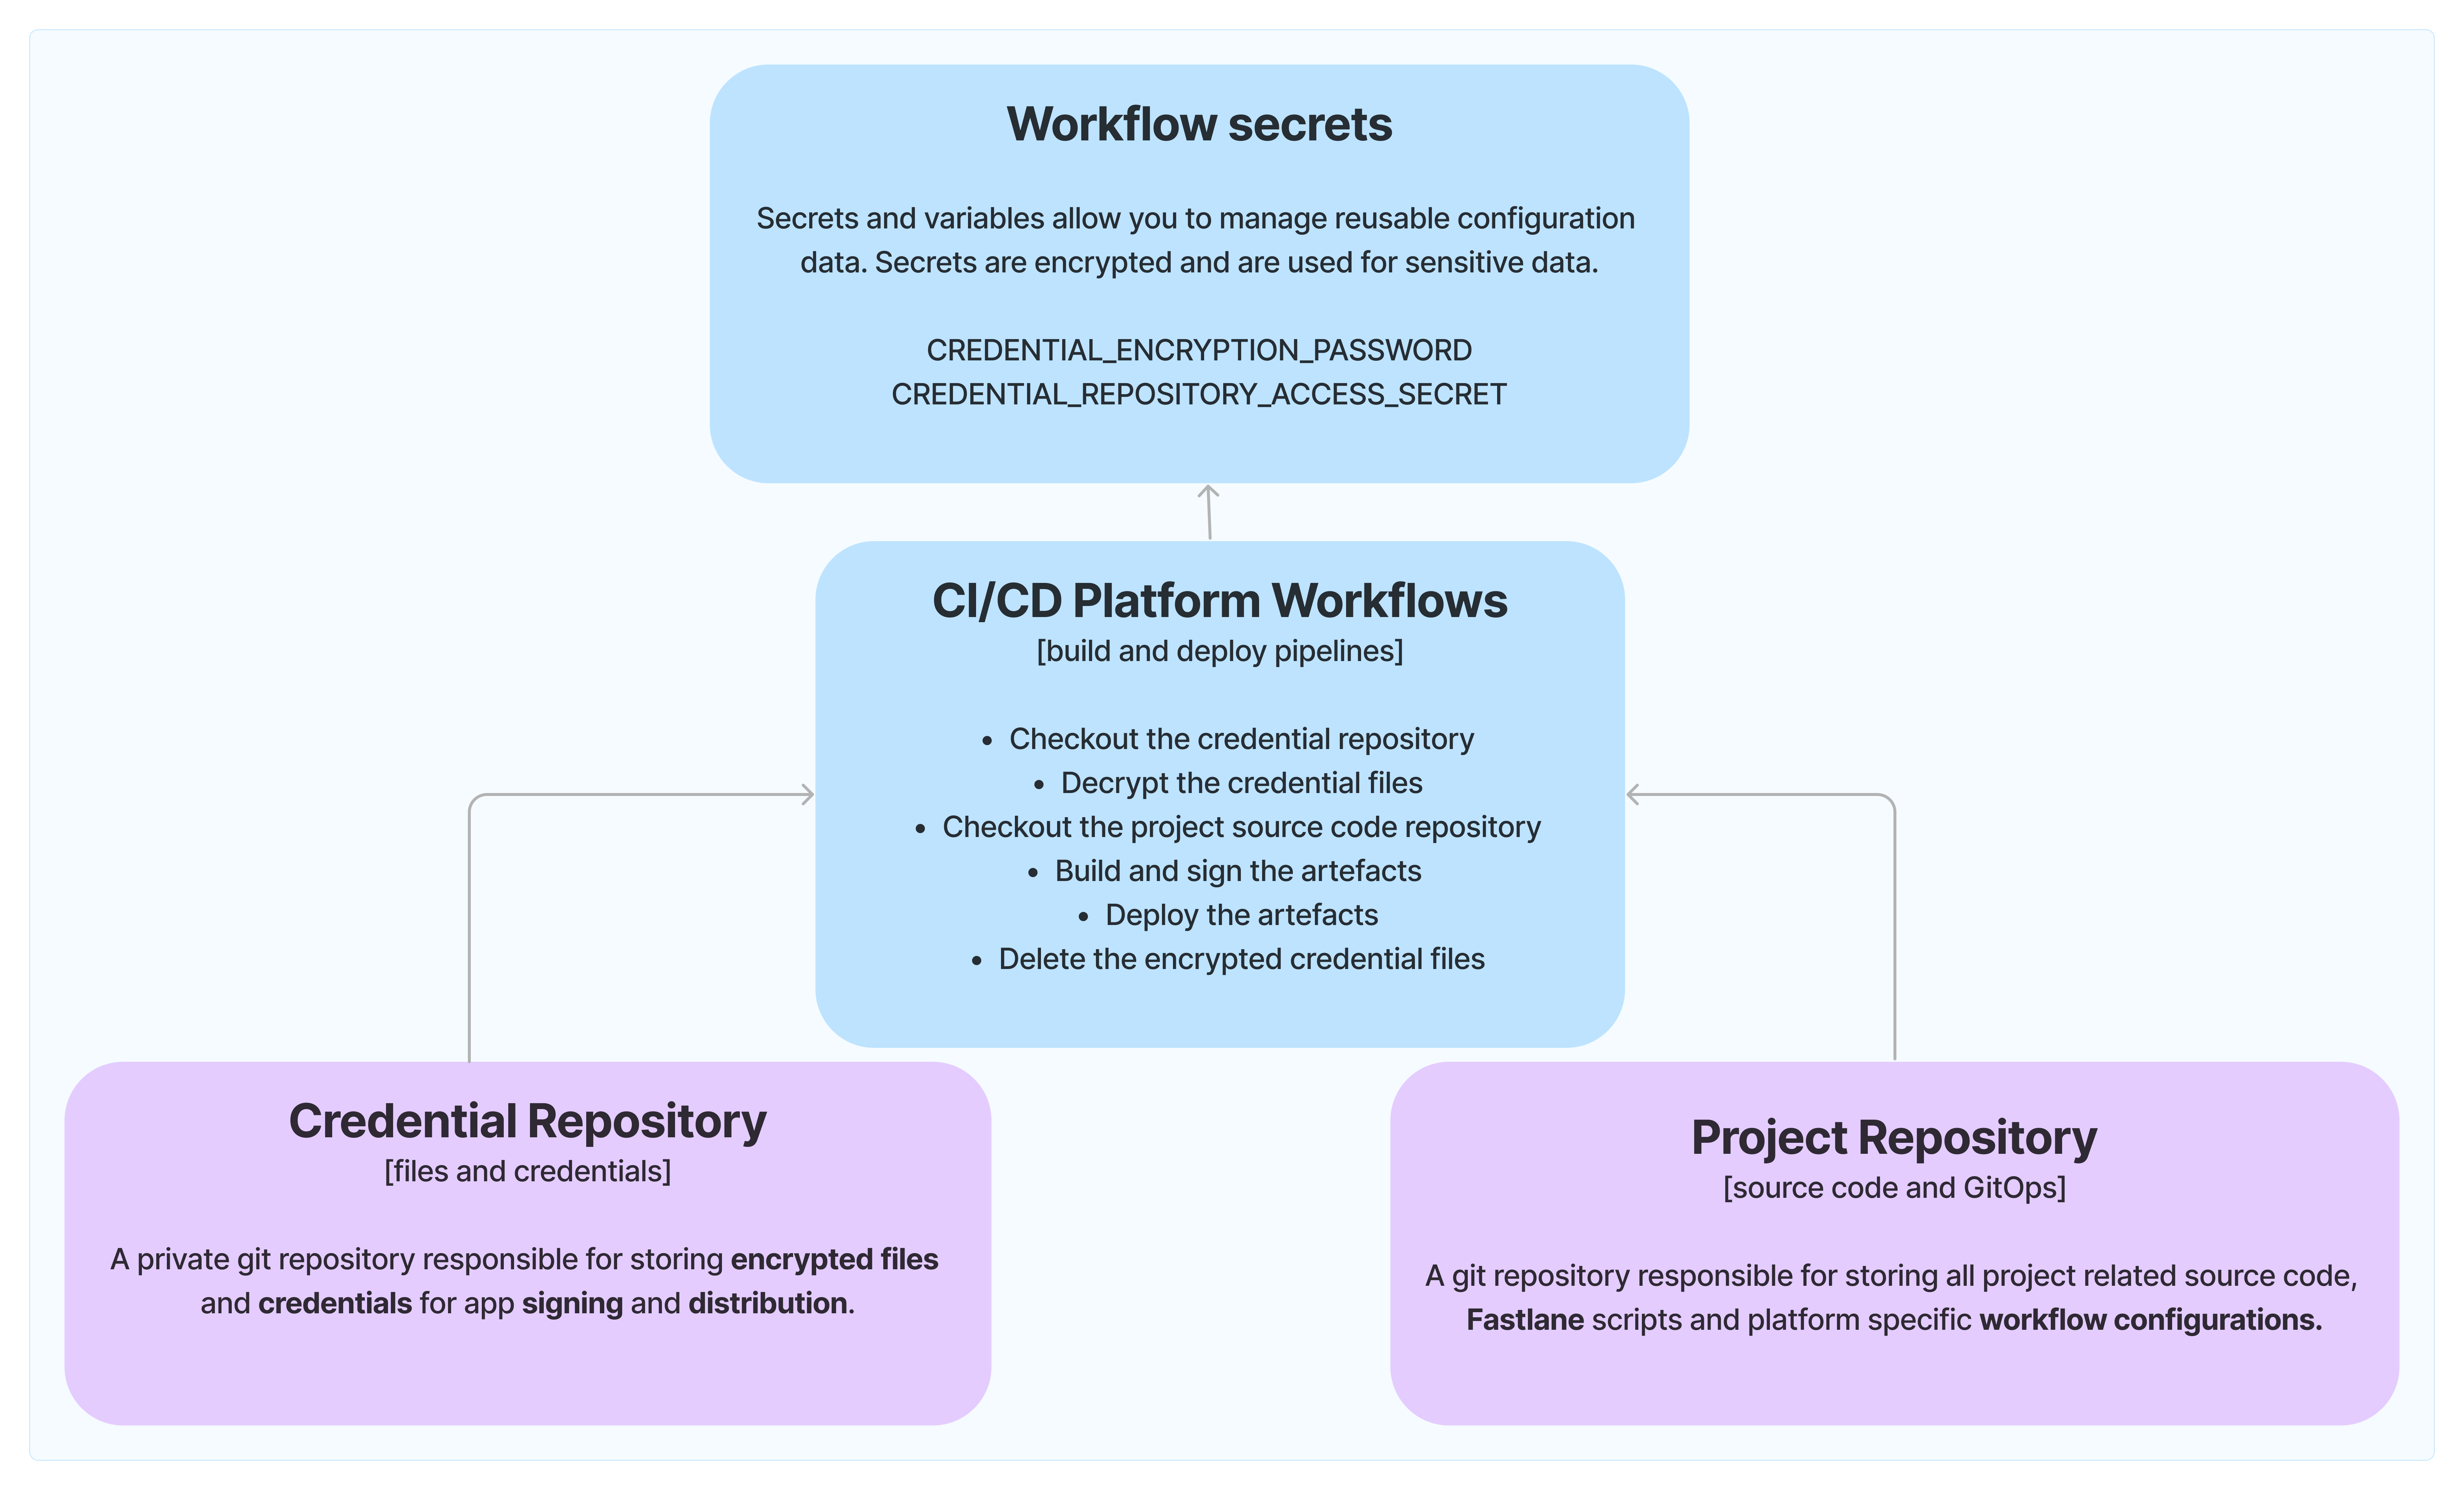 Workflow secrets
Secrets and variables allow you to manage reusable configuration
data. Secrets are encrypted and are used for sensitive data.
CREDENTIAL_ENCRYPTION_PASSWORD
CREDENTIAL_REPOSITORY_ACCESS_SECRET
CI/CD Platform Workflows
[build and deploy pipelines]
• Checkout the credential repository
• Decrypt the credential files
• Checkout the project source code repository
• Build and sign the artefacts
• Deploy the artefacts
• Delete the encrypted credential files
Credential Repository
[files and credentials]
A private git repository responsible for storing encrypted files
and credentials for app signing and distribution.
Project Repository
[source code and GitOps]
A git repository responsible for storing all project related source code,
Fastlane scripts and platform specific workflow configurations.